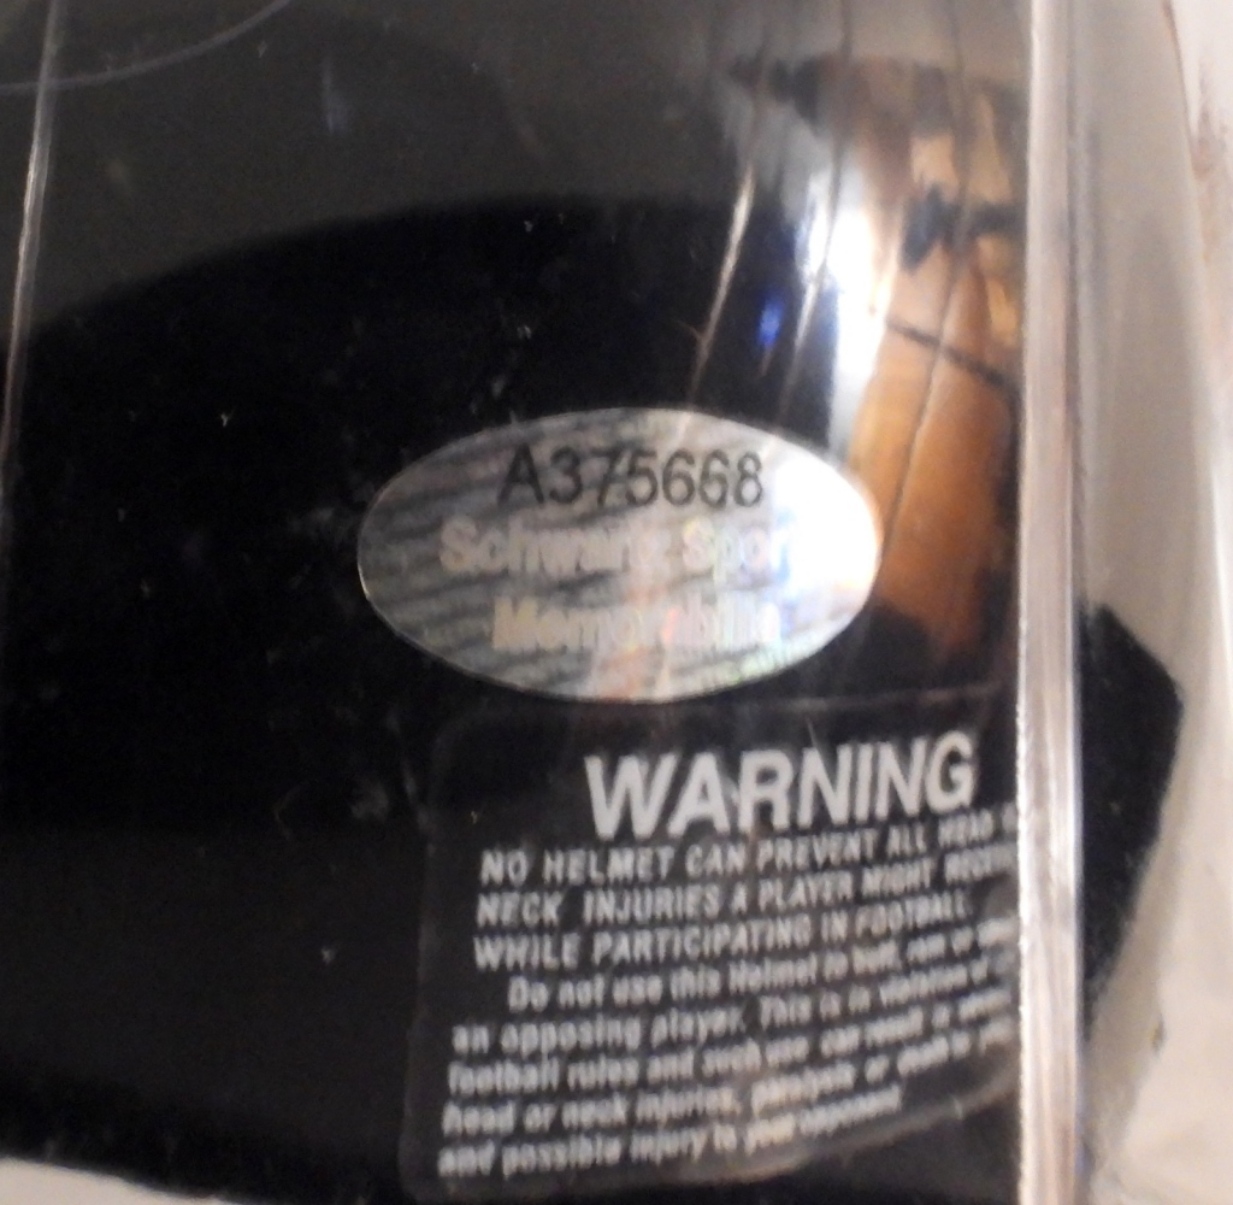 A375668
Schwartz Spor
Memorabilia
WARNING
NO HELMET CAN PREVENT ALL HEAD
NECK INJURIES A PLAYER MIGHT RECEIVE
WHILE PARTICIPATING IN FOOTBALL.
Do not use this Helmet to butt, ram or
an opposing player. This is in violation of
football rules and such use can result in
head or neck injuries, paralysis or death to
and possible injury to your opponent.